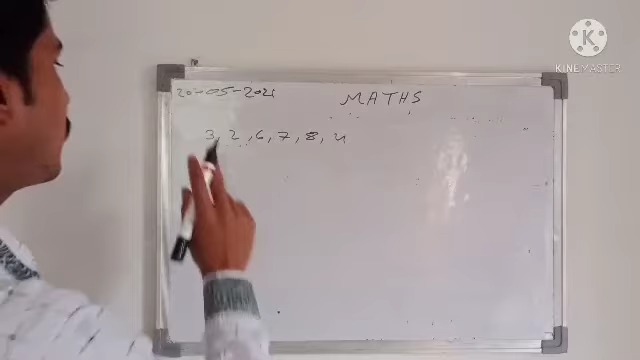 KINEMASTER
20-05-2021
MATHS
3, 2, 6, 7, 8, 4